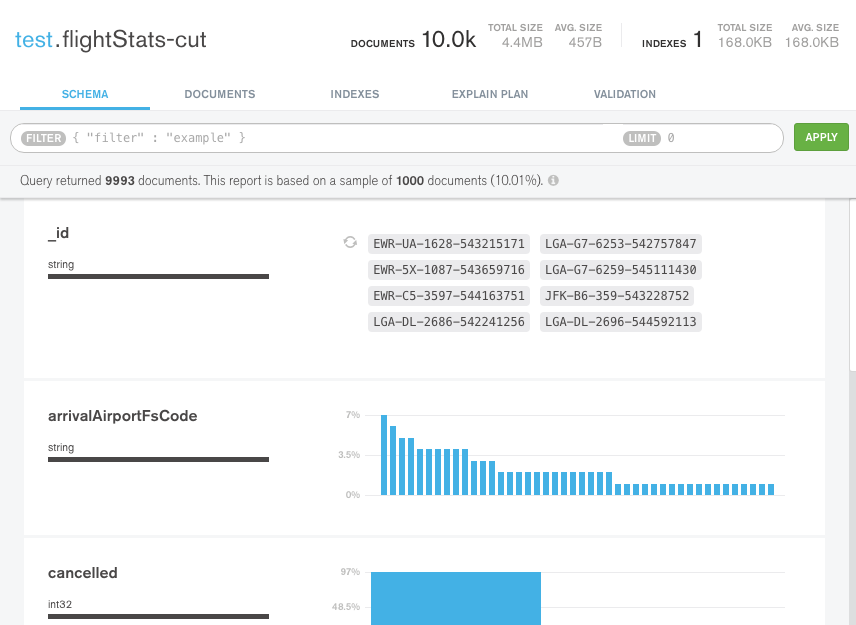 test.flightStats-cut
DOCUMENTS 10.0k
TOTAL SIZE AVG. SIZE
4.4MB 457B
INDEXES 1
TOTAL SIZE AVG. SIZE
168.0KB 168.0KB
SCHEMA DOCUMENTS INDEXES EXPLAIN PLAN VALIDATION
FILTER { "filter" : "example" } LIMIT 0 APPLY
Query returned 9993 documents. This report is based on a sample of 1000 documents (10.01%).
_id
string
EWR-UA-1628-543215171 LGA-G7-6253-542757847
EWR-5X-1087-543659716 LGA-G7-6259-545111430
EWR-C5-3597-544163751 JFK-B6-359-543228752
LGA-DL-2686-542241256 LGA-DL-2696-544592113
arrivalAirportFsCode
string
7%
3.5%
0%
cancelled
int32
97%
48.5%